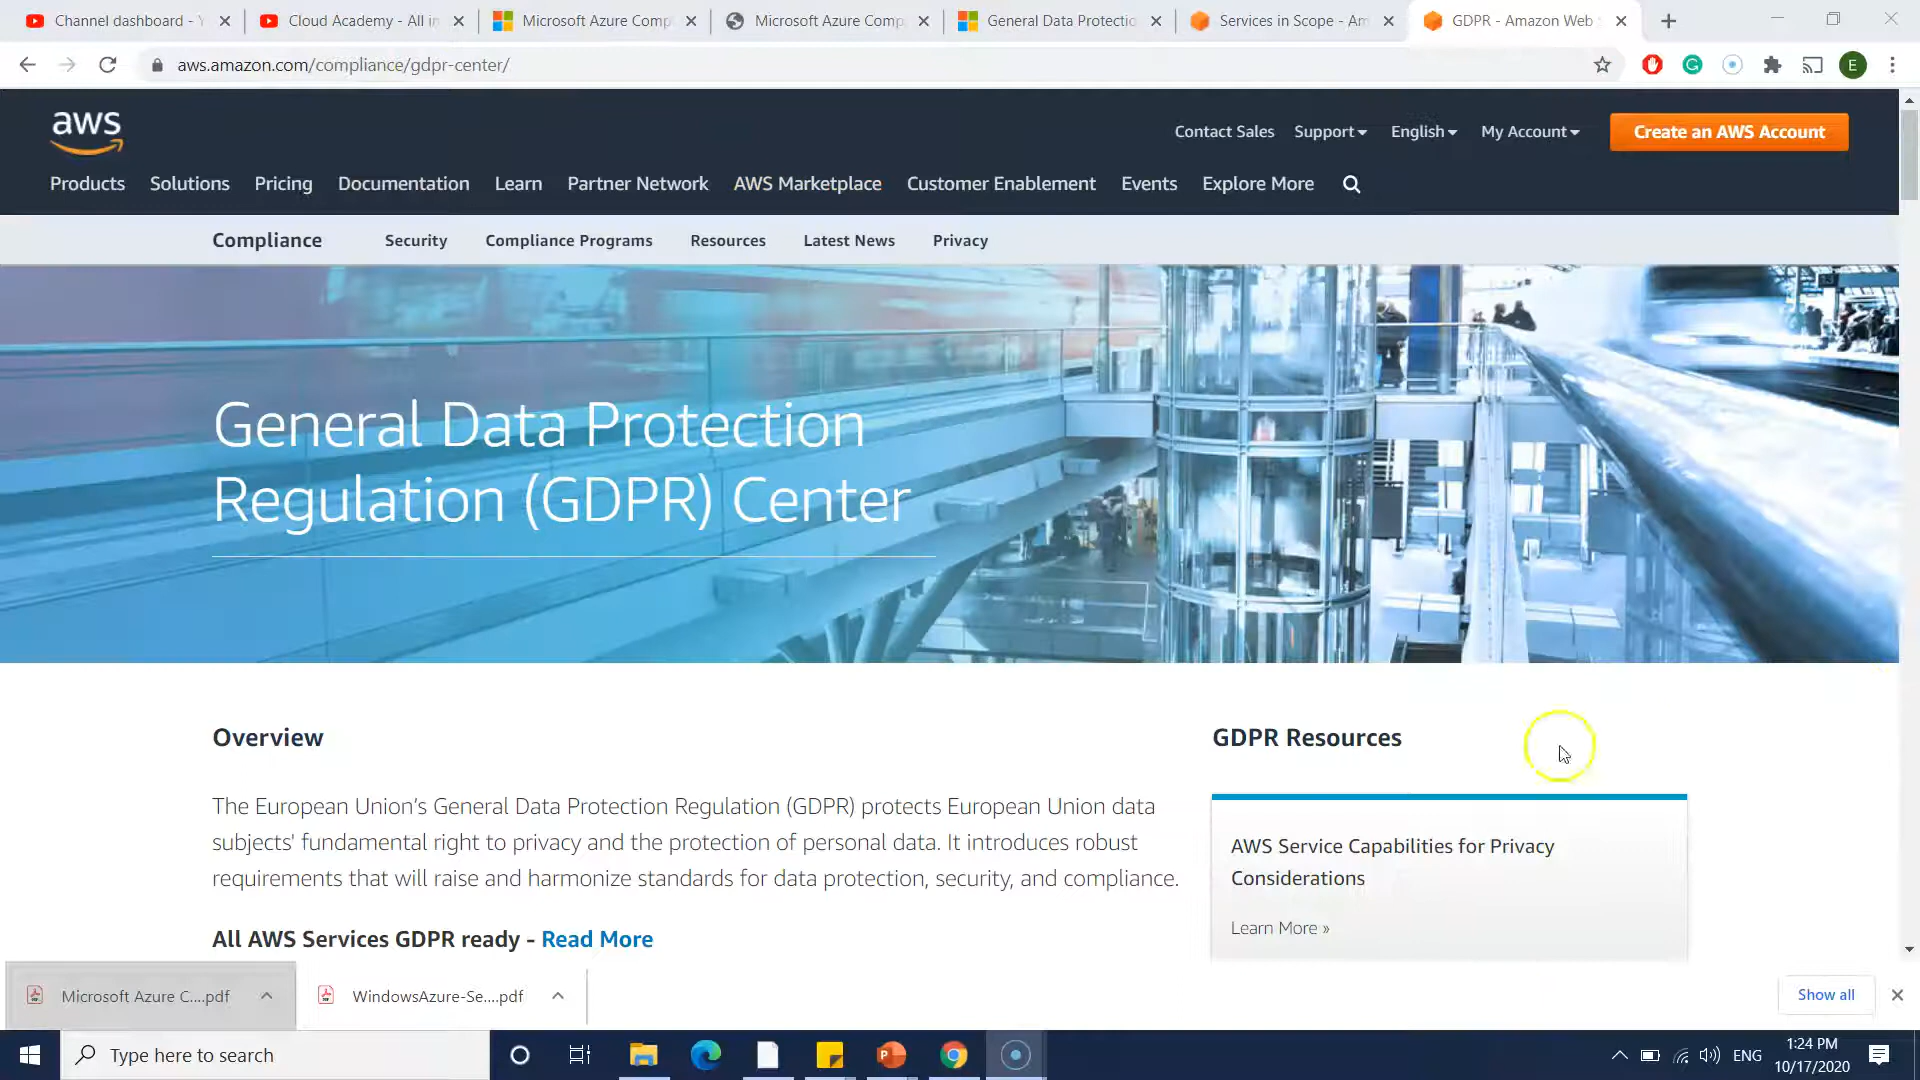 Channel dashboard - Y
Cloud Academy - All in
Microsoft Azure Comp
Microsoft Azure Comp
General Data Protectio
Services in Scope - Am
GDPR - Amazon Web
aws.amazon.com/compliance/gdpr-center/
E
aws
Contact Sales Support English My Account Create an AWS Account
Products Solutions Pricing Documentation Learn Partner Network AWS Marketplace Customer Enablement Events Explore More
Compliance Security Compliance Programs Resources Latest News Privacy
General Data Protection
Regulation (GDPR) Center
Overview
The European Union's General Data Protection Regulation (GDPR) protects European Union data
subjects' fundamental right to privacy and the protection of personal data. It introduces robust
requirements that will raise and harmonize standards for data protection, security, and compliance.
All AWS Services GDPR ready - Read More
GDPR Resources
AWS Service Capabilities for Privacy
Considerations
Learn More »
Microsoft Azure C....pdf
WindowsAzure-Se....pdf
Show all
Type here to search
ENG
1:24 PM
10/17/2020